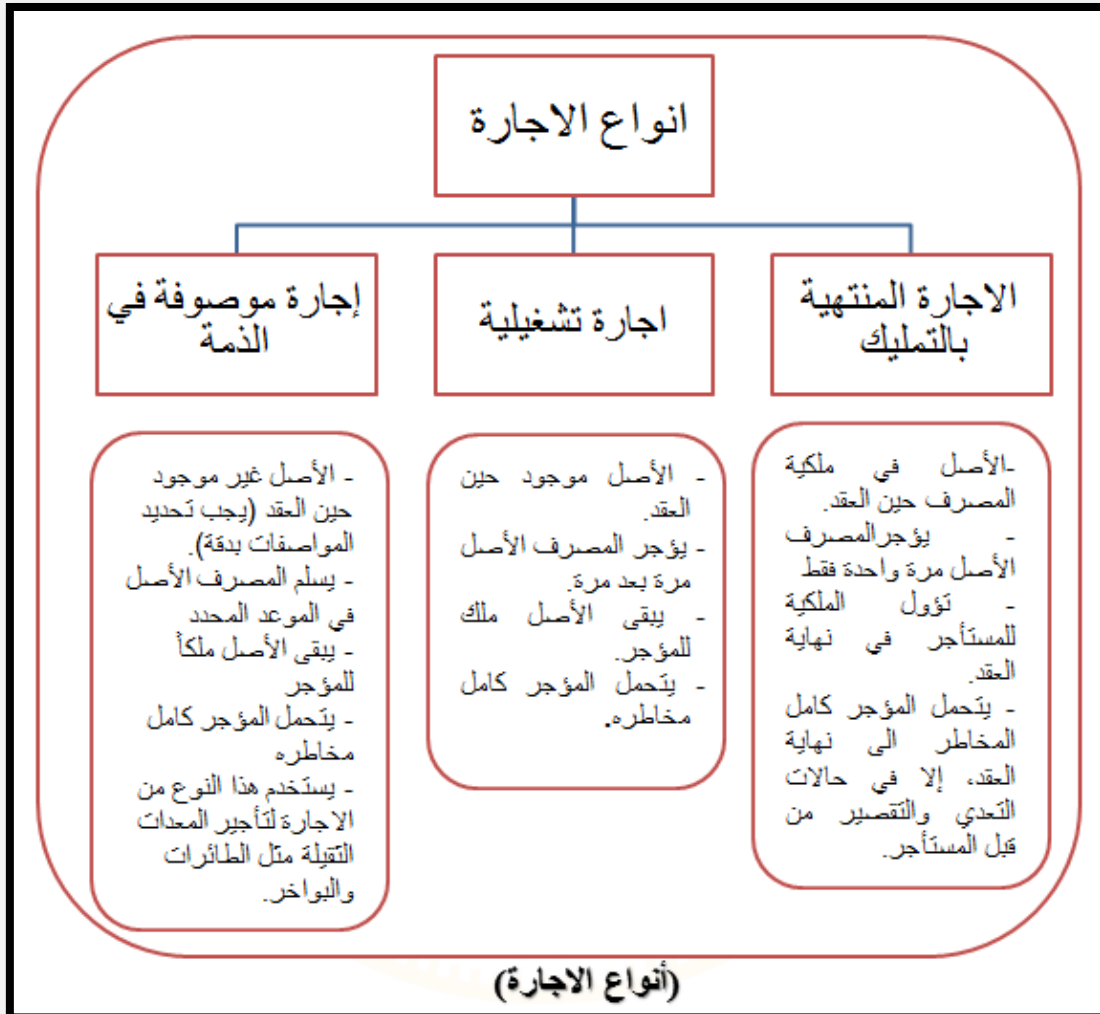 انواع الاجارة
الاجارة المنتهية
بالتمليك
اجارة تشغيلية
إجارة موصوفة في
الذمة
-الأصل في ملكية
المصرف حين العقد.
- يؤجرالمصرف
الأصل مرة واحدة فقط
- تؤول الملكية
للمستأجر في نهاية
العقد.
- يتحمل المؤجر كامل
المخاطر الى نهاية
العقد، إلا في حالات
التعدي والتقصير من
قبل المستأجر.
- الأصل موجود حين
العقد.
- يؤجر المصرف الأصل
مرة بعد مرة.
- يبقى الأصل ملك
للمؤجر.
- يتحمل المؤجر كامل
مخاطره.
- الأصل غير موجود
حين العقد (يجب تحديد
المواصفات بدقة).
- يسلم المصرف الأصل
في الموعد المحدد
- يبقى الأصل ملكاً
للمؤجر
- يتحمل المؤجر كامل
مخاطره
- يستخدم هذا النوع من
الاجارة لتأجير المعدات
الثقيلة مثل الطائرات
والبواخر.
(أنواع الاجارة)